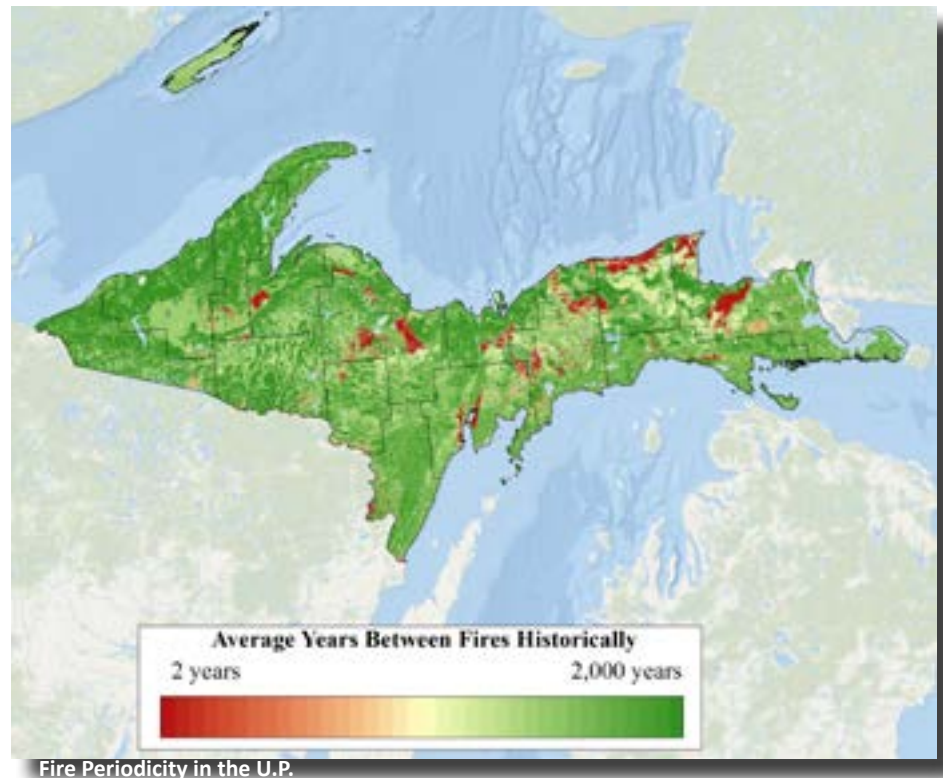 Average Years Between Fires Historically
2 years 2,000 years
Fire Periodicity in the U.P.